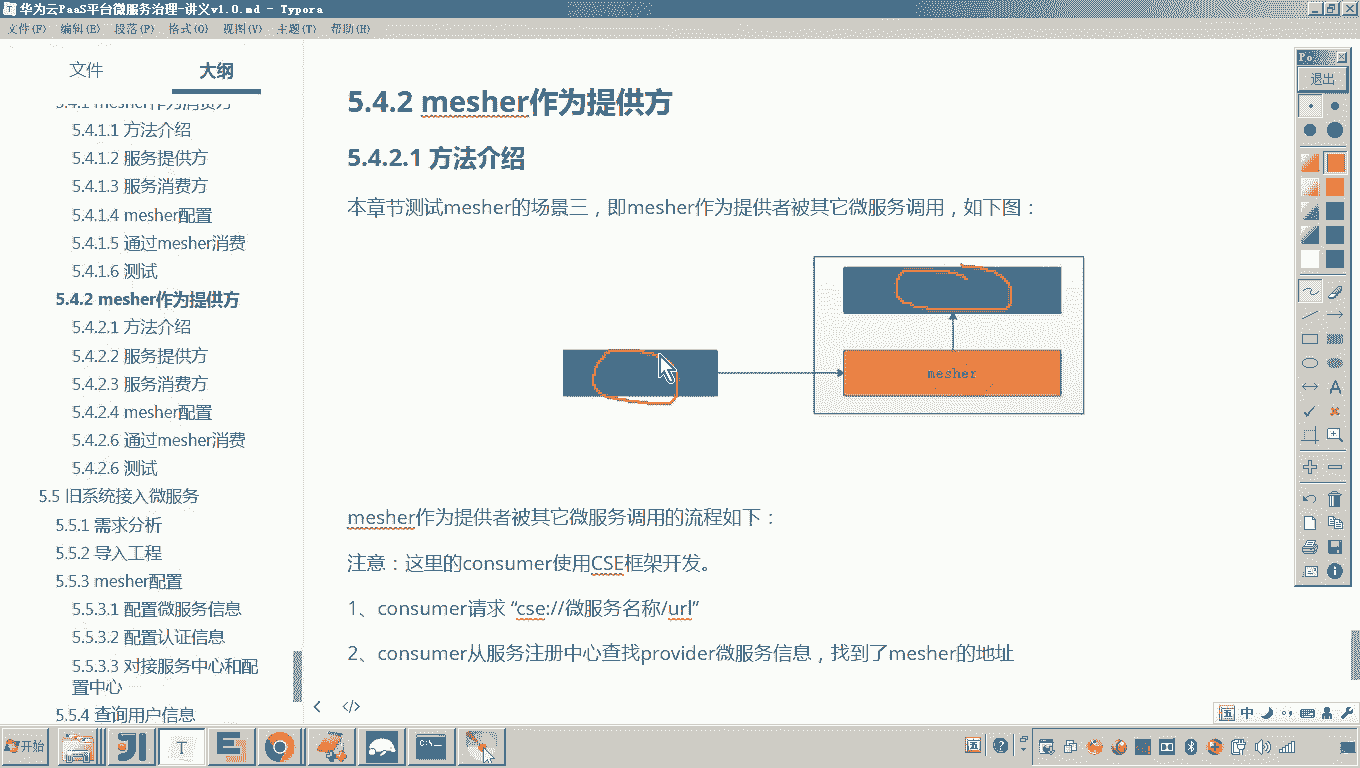 华为云PaaS平台微服务治理-讲义v1.0.md - Typora
文件(F) 编辑(E) 段落(P) 格式(O) 视图(V) 主题(T) 帮助(H)
文件 大纲
5.4.1 mesher作为消费方
5.4.1.1 方法介绍
5.4.1.2 服务提供方
5.4.1.3 服务消费方
5.4.1.4 mesher配置
5.4.1.5 通过mesher消费
5.4.1.6 测试
5.4.2 mesher作为提供方
5.4.2.1 方法介绍
5.4.2.2 服务提供方
5.4.2.3 服务消费方
5.4.2.4 mesher配置
5.4.2.6 通过mesher消费
5.4.2.6 测试
5.5 旧系统接入微服务
5.5.1 需求分析
5.5.2 导入工程
5.5.3 mesher配置
5.5.3.1 配置微服务信息
5.5.3.2 配置认证信息
5.5.3.3 对接服务中心和配
置中心
5.5.4 查询用户信息
5.4.2 mesher作为提供方
5.4.2.1 方法介绍
本章节测试mesher的场景三，即mesher作为提供者被其它微服务调用，如下图：
mesher
mesher作为提供者被其它微服务调用的流程如下：
注意：这里的consumer使用CSE框架开发。
1、consumer请求 “cse://微服务名称/url”
2、consumer从服务注册中心查找provider微服务信息，找到了mesher的地址
Po
退出
A
五 中
开始
五